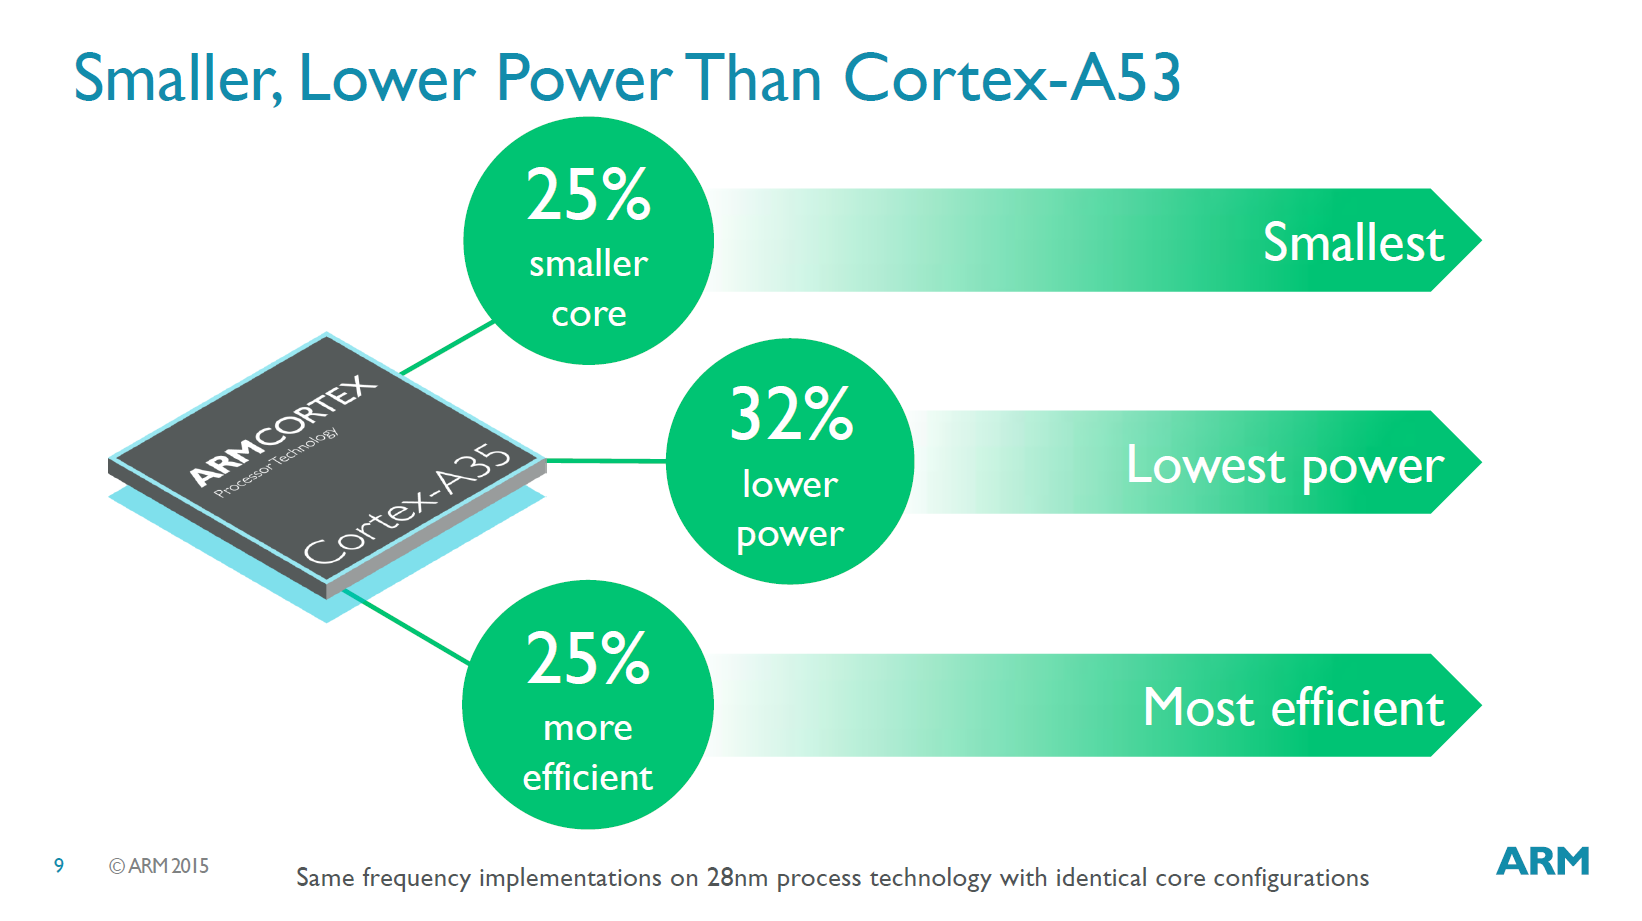 Smaller, Lower Power Than Cortex-A53
25%
smaller
core
Smallest
ARMCORTEX
Processor Technology
Cortex-A35
32%
lower
power
Lowest power
25%
more
efficient
Most efficient
9 © ARM 2015
Same frequency implementations on 28nm process technology with identical core configurations
ARM